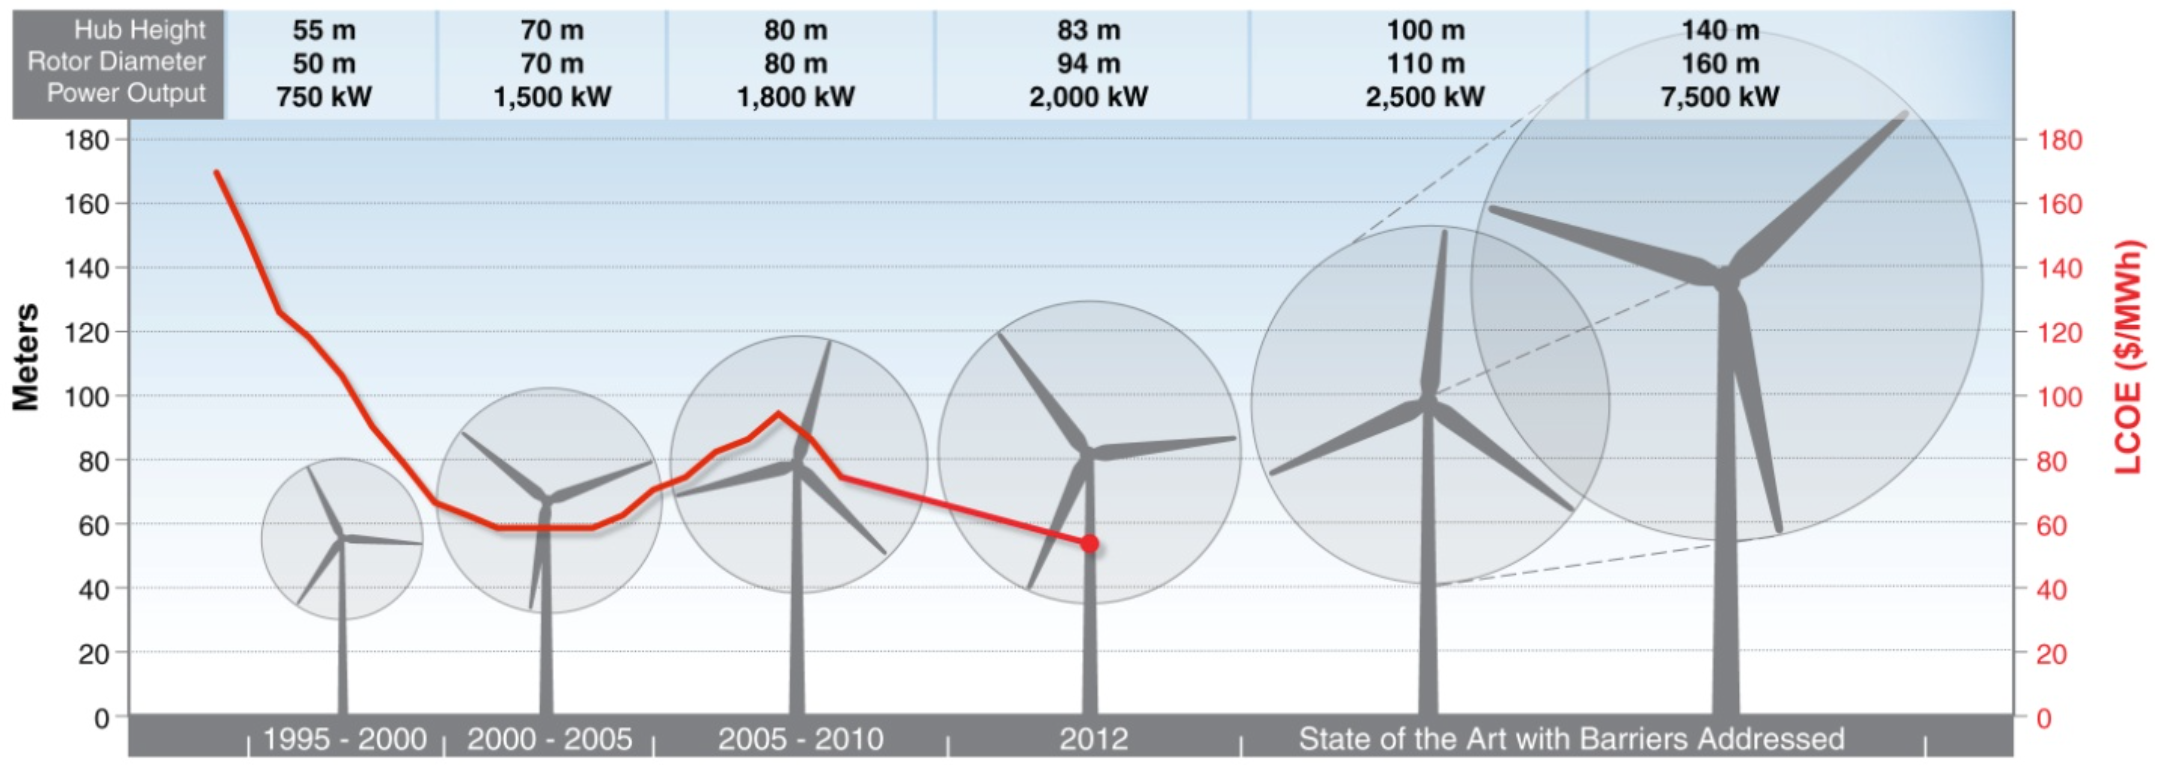 Hub Height 55 m 70 m 80 m 83 m 100 m 140 m
Rotor Diameter 50 m 70 m 80 m 94 m 110 m 160 m
Power Output 750 kW 1,500 kW 1,800 kW 2,000 kW 2,500 kW 7,500 kW
180 180
160 160
140 140
120 120
100 100
80 80
60 60
40 40
20 20
0 0
Meters
LCOE ($/MWh)
1995 - 2000 2000 - 2005 2005 - 2010 2012 State of the Art with Barriers Addressed